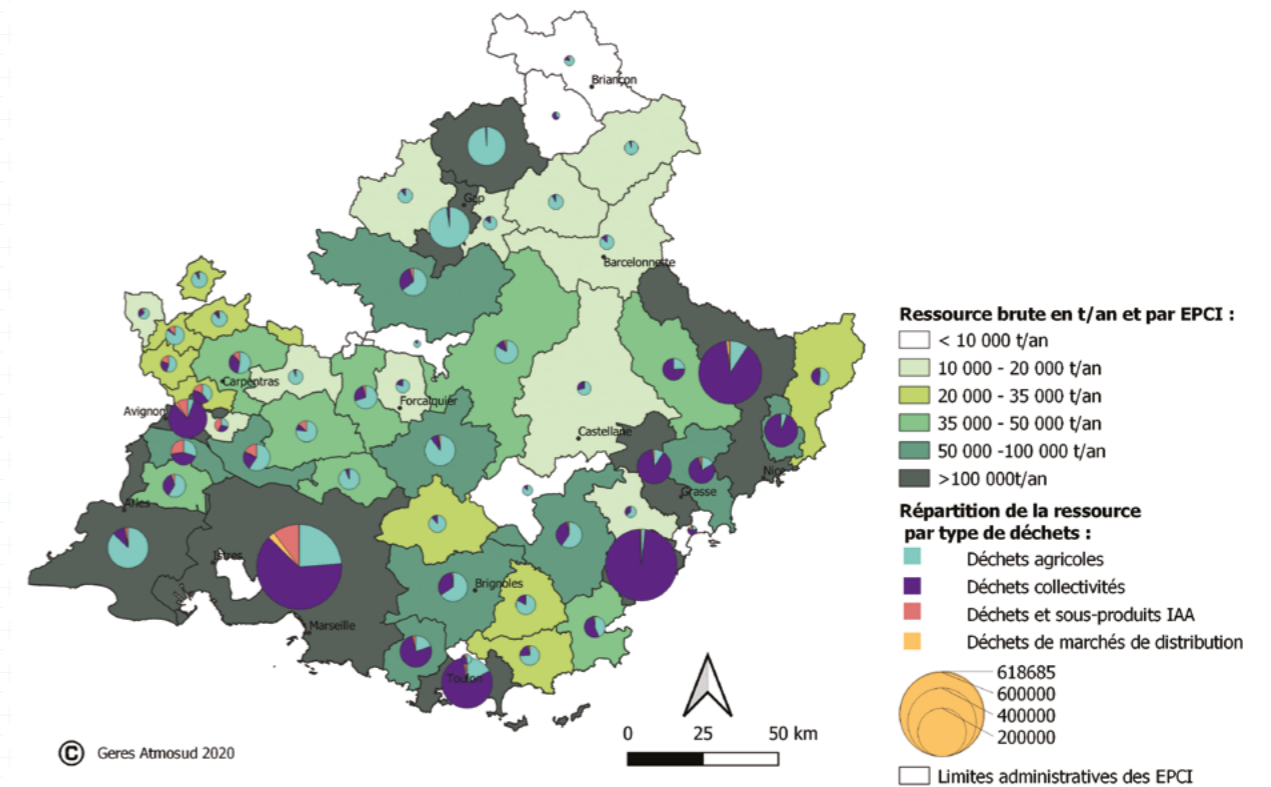 Briançon
Gap
Barcelonnette
Carpentras
Avignon
Forcalquier
Castellane
Nice
Grasse
Arles
Istres
Brignoles
Marseille
Toulon
Ressource brute en t/an et par EPCI :
< 10 000 t/an
10 000 - 20 000 t/an
20 000 - 35 000 t/an
35 000 - 50 000 t/an
50 000 -100 000 t/an
>100 000t/an
Répartition de la ressource
par type de déchets :
Déchets agricoles
Déchets collectivités
Déchets et sous-produits IAA
Déchets de marchés de distribution
618685
600000
400000
200000
Limites administratives des EPCI
0 25 50 km
© Geres Atmosud 2020